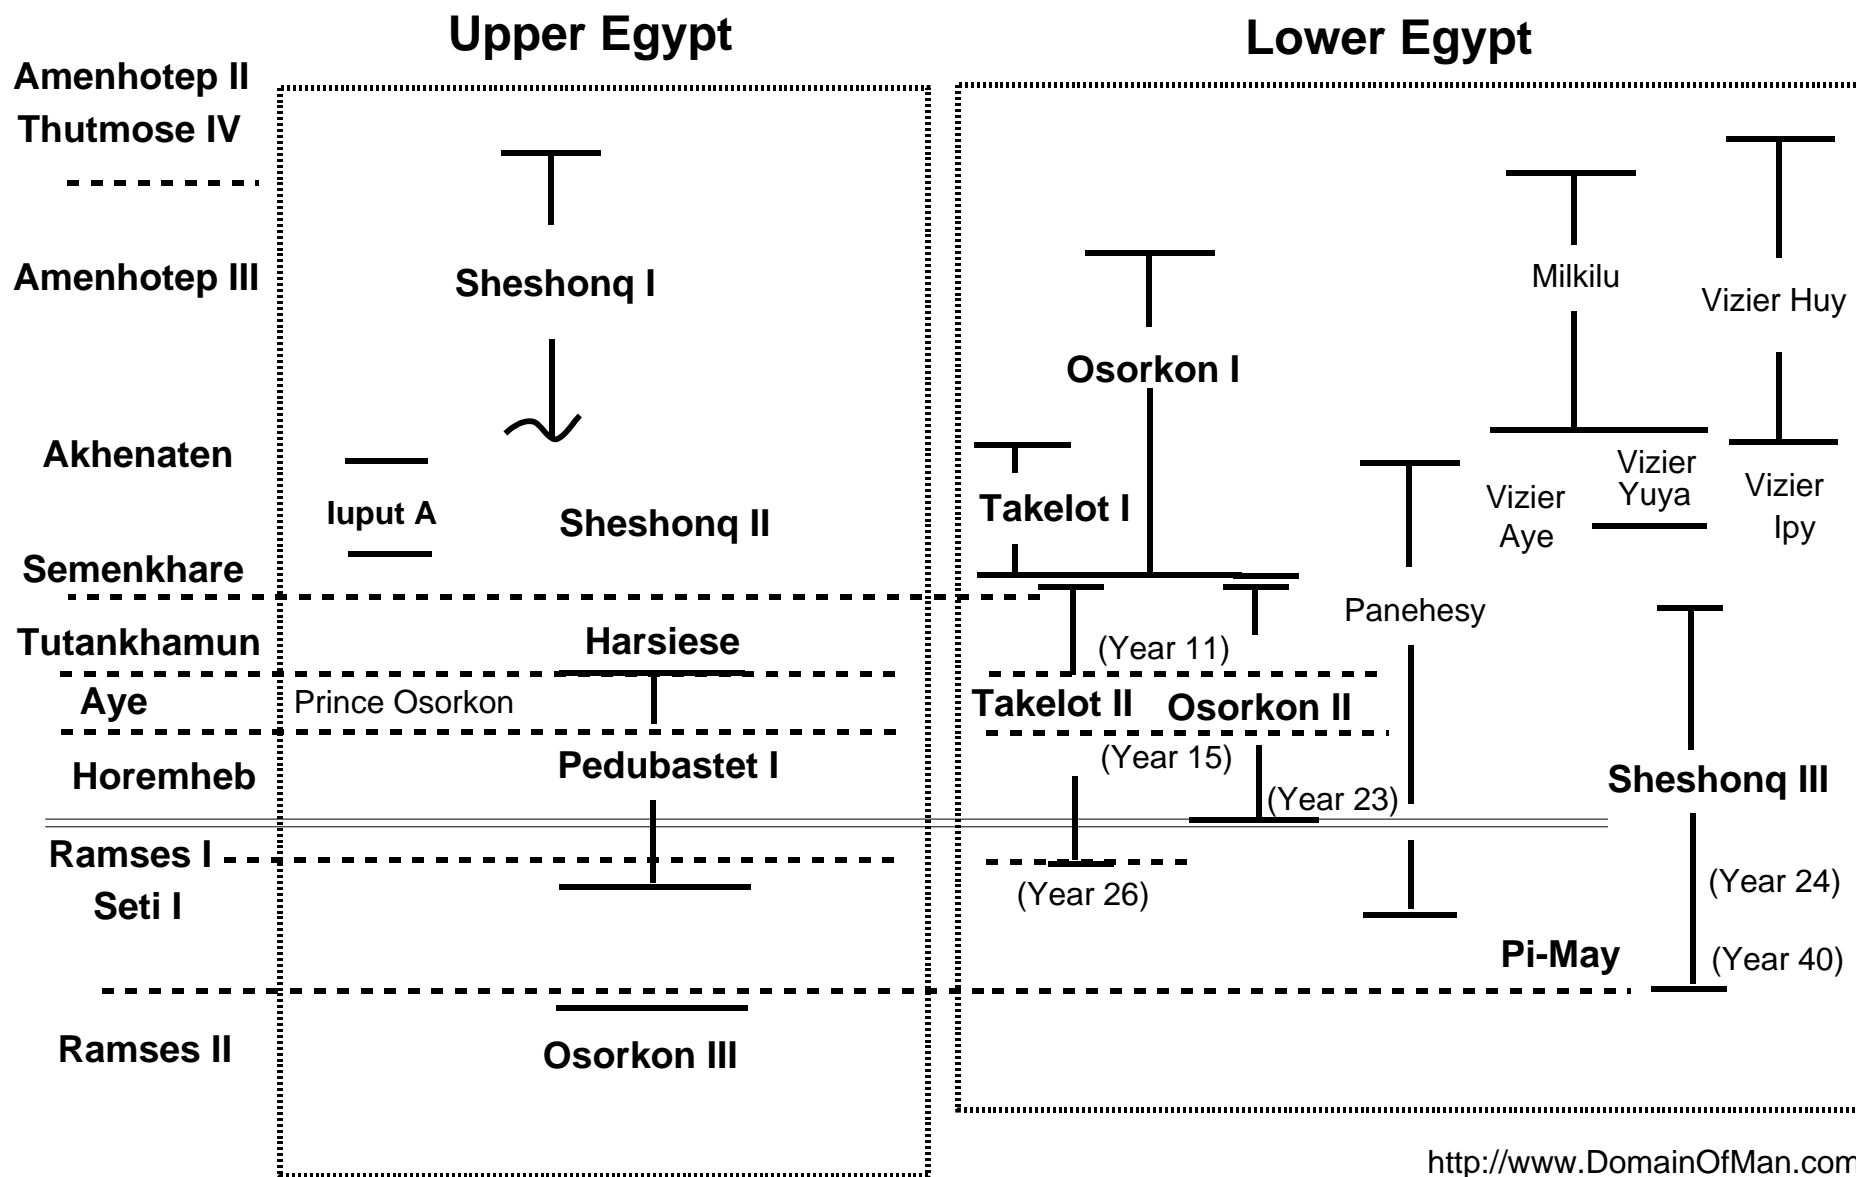 Upper Egypt
Lower Egypt
Amenhotep II
Thutmose IV
Amenhotep III
Akhenaten
Semenkhare
Tutankhamun
Aye
Horemheb
Ramses I
Seti I
Ramses II
Sheshonq I
Iuput A
Sheshonq II
Harsiese
Prince Osorkon
Pedubastet I
Osorkon III
Osorkon I
Takelot I
(Year 11)
Takelot II
Osorkon II
(Year 15)
(Year 23)
(Year 26)
Panehesy
Milkilu
Vizier Huy
Vizier
Aye
Vizier
Yuya
Vizier
Ipy
Sheshonq III
(Year 24)
Pi-May
(Year 40)
http://www.DomainOfMan.com